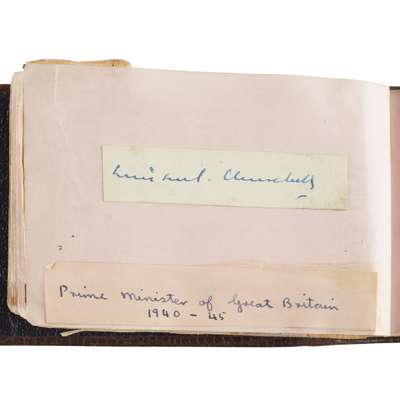 Winston S. Churchill
Prime Minister of Great Britain
1940 - 45